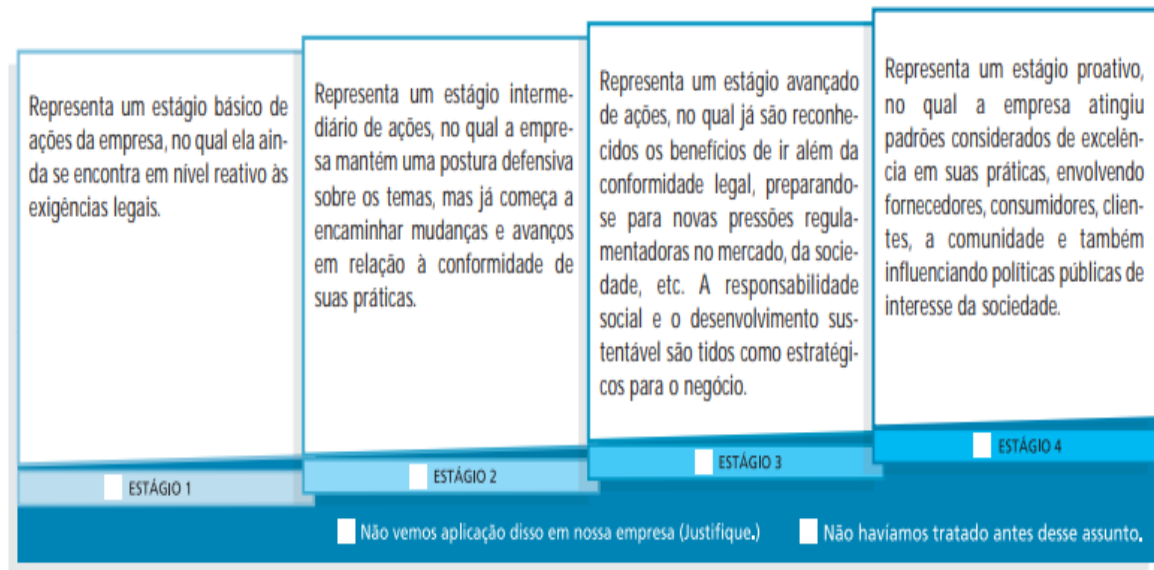 Representa um estágio básico de
ações da empresa, no qual ela ain-
da se encontra em nível reativo às
exigências legais.
ESTÁGIO 1
Representa um estágio interme-
diário de ações, no qual a empre-
sa mantém uma postura defensiva
sobre os temas, mas já começa a
encaminhar mudanças e avanços
em relação à conformidade de
suas práticas.
ESTÁGIO 2
Representa um estágio avançado
de ações, no qual já são reconhe-
cidos os benefícios de ir além da
conformidade legal, preparando-
se para novas pressões regula-
mentadoras no mercado, da socie-
dade, etc. A responsabilidade
social e o desenvolvimento sus-
tentável são tidos como estratégi-
cos para o negócio.
ESTÁGIO 3
Representa um estágio proativo,
no qual a empresa atingiu
padrões considerados de excelên-
cia em suas práticas, envolvendo
fornecedores, consumidores, clien-
tes, a comunidade e também
influenciando políticas públicas de
interesse da sociedade.
ESTÁGIO 4
Não vemos aplicação disso em nossa empresa (Justifique.)
Não havíamos tratado antes desse assunto.